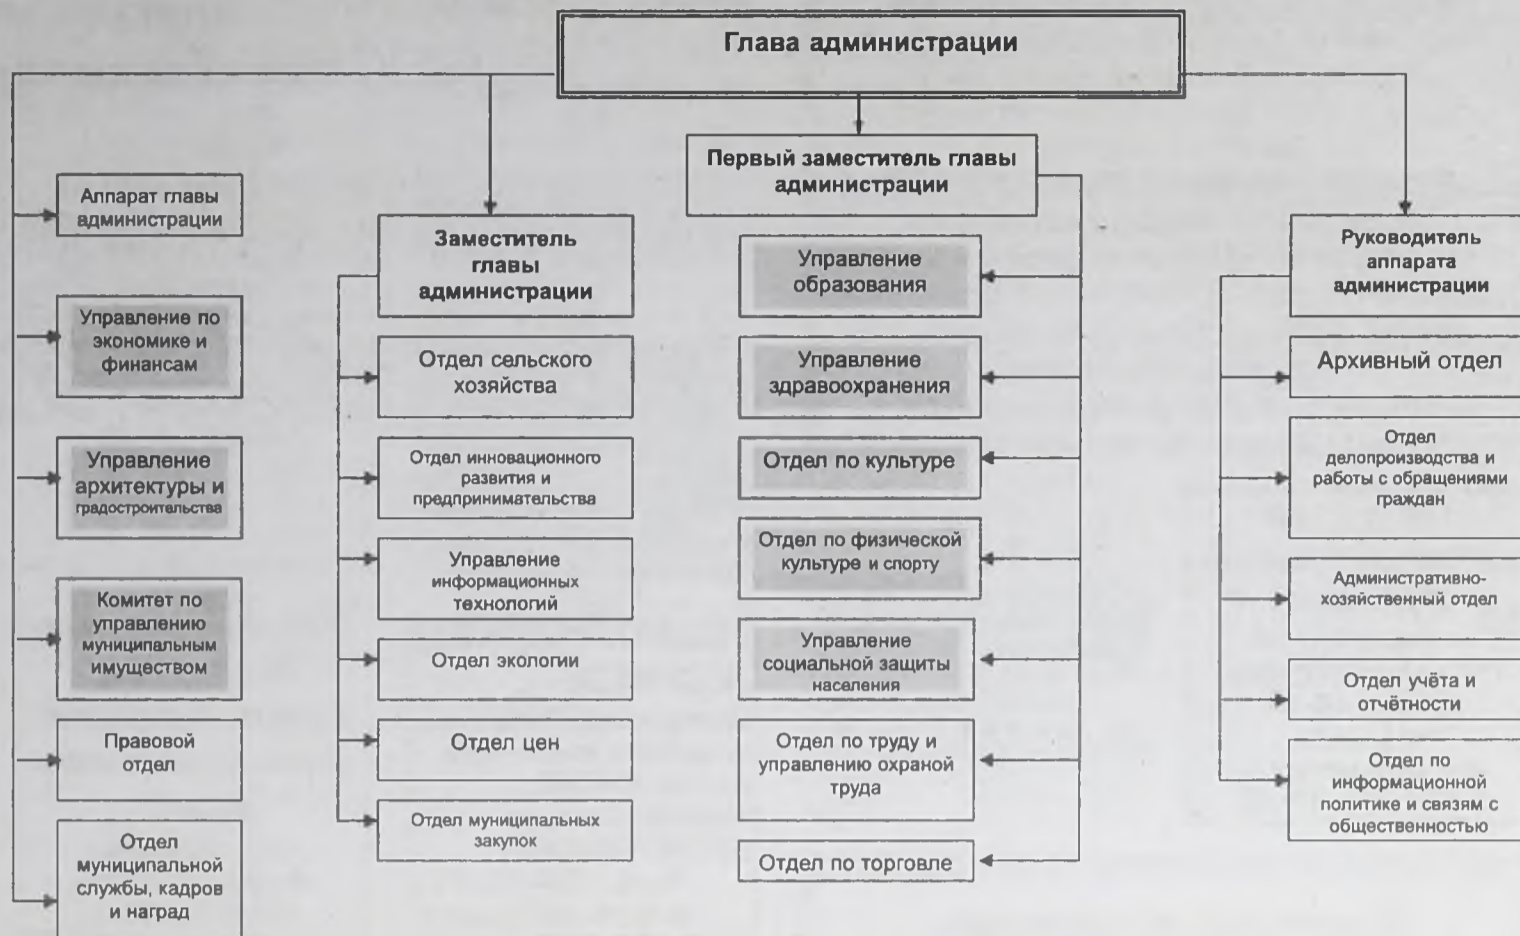 Глава администрации
Аппарат главы
администрации
Управление по
экономике и
финансам
Управление
архитектуры и
градостроительства
Комитет по
управлению
муниципальным
имуществом
Правовой
отдел
Отдел
муниципальной
службы, кадров
и наград
Заместитель
главы
администрации
Отдел сельского
хозяйства
Отдел инновационного
развития и
предпринимательства
Управление
информационных
технологий
Отдел экологии
Отдел цен
Отдел муниципальных
закупок
Первый заместитель главы
администрации
Управление
образования
Управление
здравоохранения
Отдел по культуре
Отдел по физической
культуре и спорту
Управление
социальной защиты
населения
Отдел по труду и
управлению охраной
труда
Отдел по торговле
Руководитель
аппарата
администрации
Архивный отдел
Отдел
делопроизводства и
работы с обращениями
граждан
Административно-
хозяйственный отдел
Отдел учёта и
отчётности
Отдел по
информационной
политике и связям с
общественностью